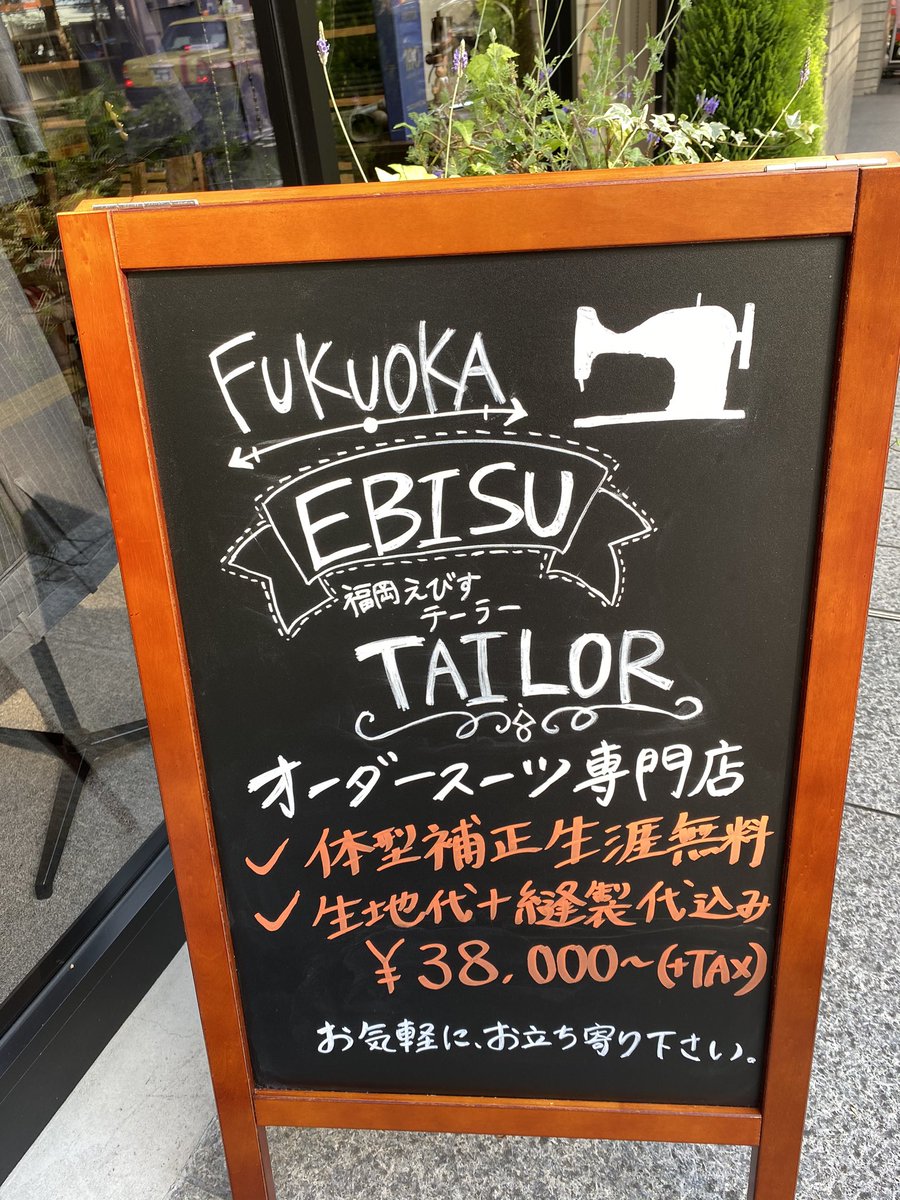 FUKUOKA
EBISU
福岡えびす
テーラー
TAILOR
オーダースーツ専門店
✓ 体型補正生涯無料
✓ 生地代+縫製代込み
¥38,000~(+TAX)
お気軽に、お立ち寄り下さい。